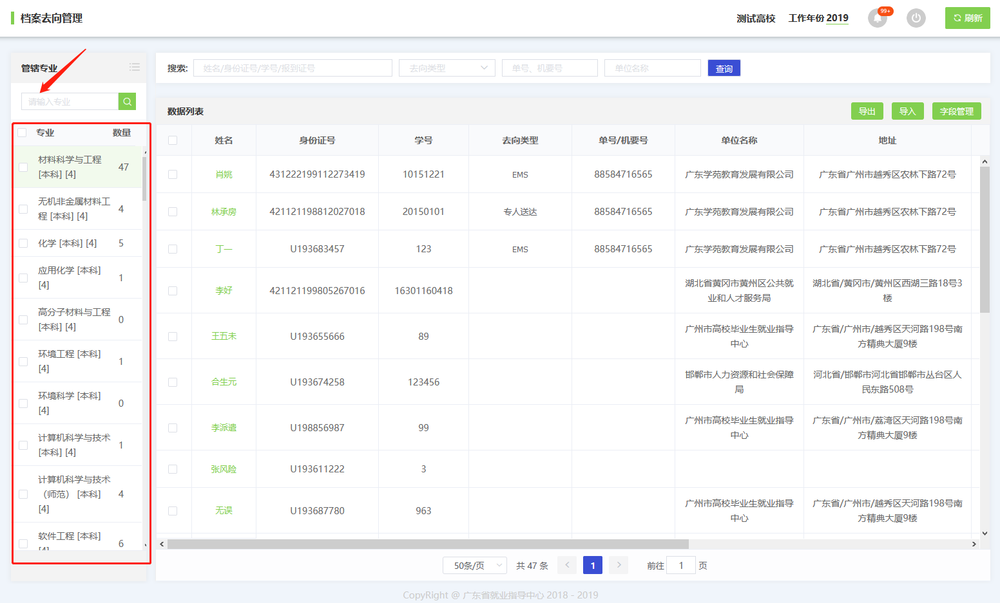 档案去向管理
测试高校 工作年份 2019 99+ 刷新
管辖专业
请输入专业
专业 数量
材料科学与工程 [本科] [4] 47
无机非金属材料工程 [本科] [4] 4
化学 [本科] [4] 5
应用化学 [本科] [4] 1
高分子材料与工程 [本科] [4] 0
环境工程 [本科] [4] 1
环境科学 [本科] [4] 0
计算机科学与技术 [本科] [4] 1
计算机科学与技术（师范） [本科] [4] 4
软件工程 [本科] [4] 6
搜索: 姓名/身份证号/学号/报到证号 去向类型 单号、机要号 单位名称 查询
数据列表 导出 导入 字段管理
姓名 身份证号 学号 去向类型 单号/机要号 单位名称 地址
肖姚 431222199112273419 10151221 EMS 88584716565 广东学苑教育发展有限公司 广东省广州市越秀区农林下路72号
林承房 421121198812027018 20150101 专人送达 88584716565 广东学苑教育发展有限公司 广东省广州市越秀区农林下路72号
丁一 U193683457 123 EMS 88584716565 广东学苑教育发展有限公司 广东省广州市越秀区农林下路72号
李好 421121199805267016 16301160418 湖北省黄冈市黄州区公共就业和人才服务局 湖北省/黄冈市/黄州区西湖三路18号3楼
王五未 U193655666 89 广州市高校毕业生就业指导中心 广东省/广州市/越秀区天河路198号南方精典大厦9楼
合生元 U193674258 123456 邯郸市人力资源和社会保障局 河北省/邯郸市河北省邯郸市丛台区人民东路508号
李派遣 U198856987 99 广州市高校毕业生就业指导中心 广东省/广州市/荔湾区天河路198号南方精典大厦9楼
张风险 U193611222 3
无误 U193687780 963 广州市高校毕业生就业指导中心 广东省/广州市/越秀区天河路198号南方精典大厦9楼
50条/页 共 47 条 1 前往 1 页
CopyRight @ 广东省就业指导中心 2018 - 2019